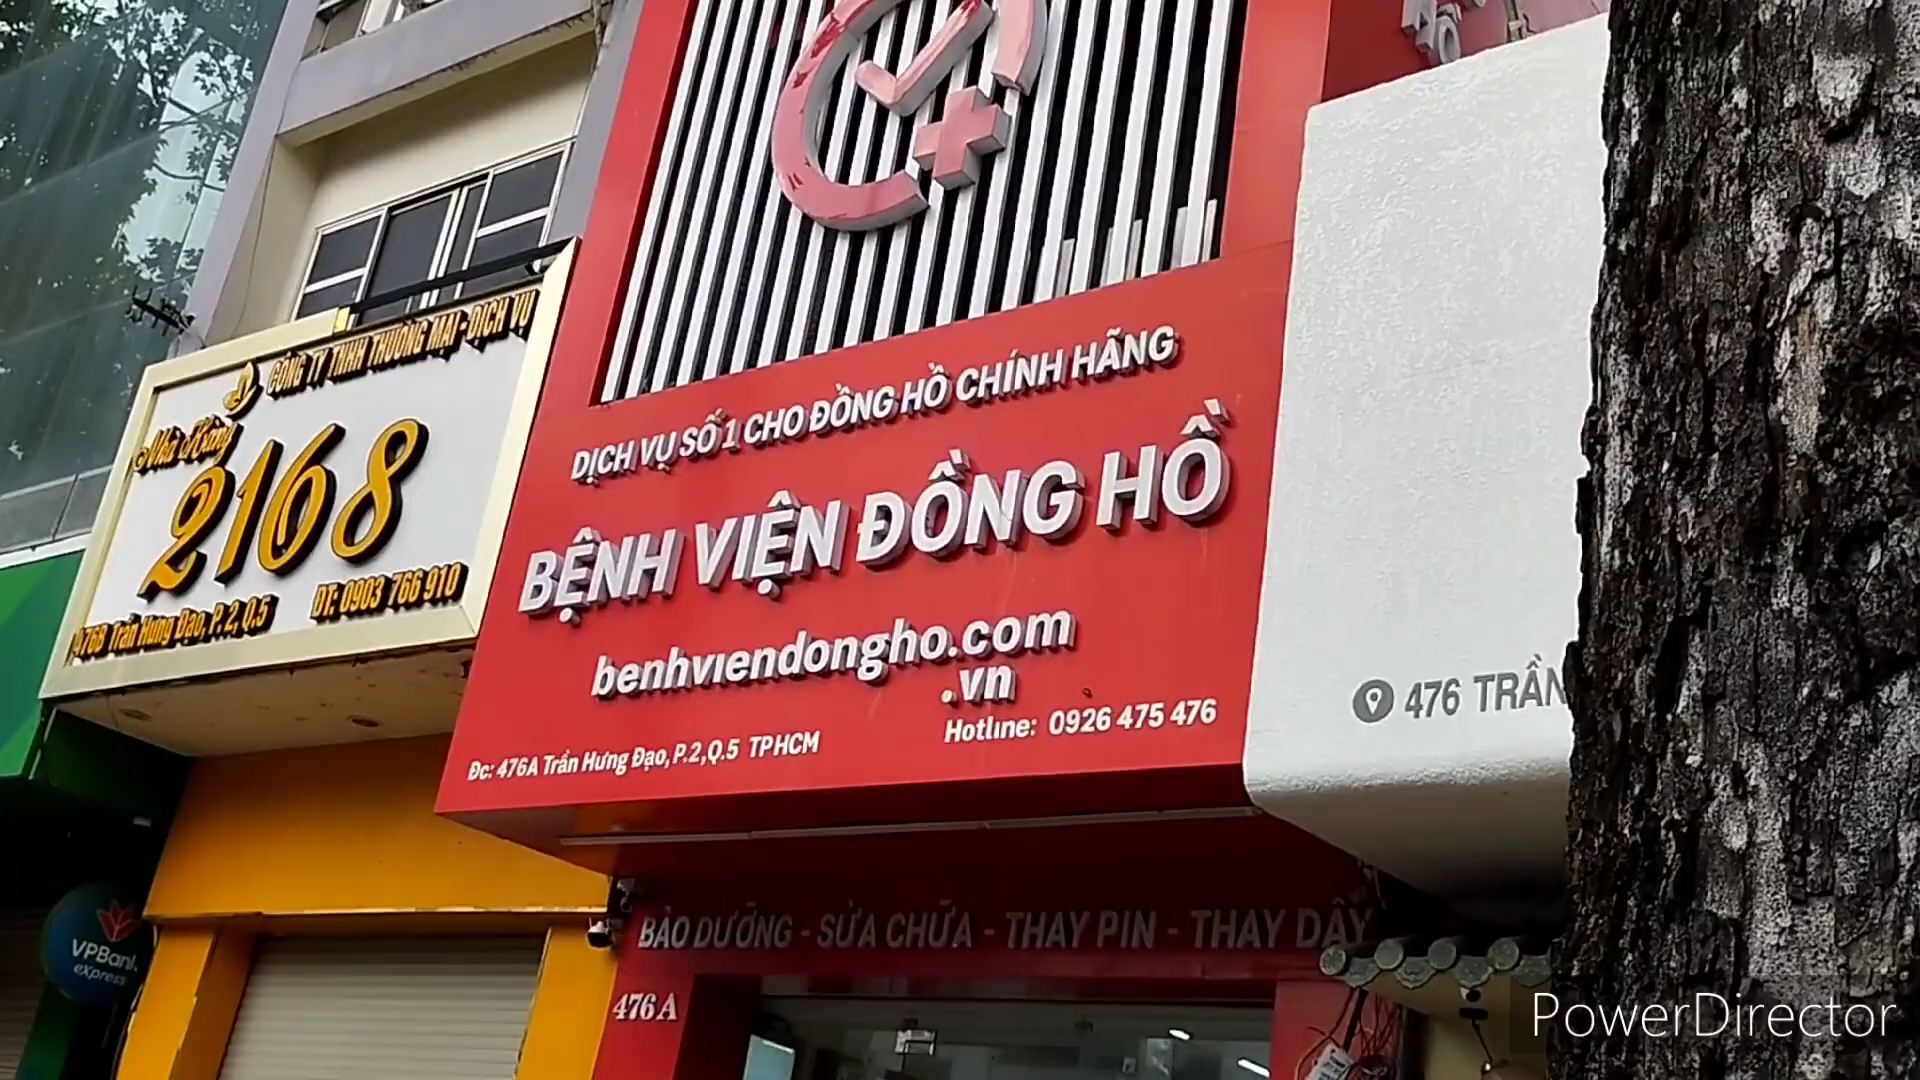 CÔNG TY TNHH THƯƠNG MẠI - DỊCH VỤ
Nhà Hàng
2168
476B Trần Hưng Đạo, P.2, Q.5
ĐT: 0903 766 910
DỊCH VỤ SỐ 1 CHO ĐỒNG HỒ CHÍNH HÃNG
BỆNH VIỆN ĐỒNG HỒ
benhviendongho.com
.vn
Hotline: 0926 475 476
Đc: 476A Trần Hưng Đạo, P.2,Q.5 TPHCM
476 TRẦN
BẢO DƯỠNG - SỬA CHỮA - THAY PIN - THAY DÂY
476A
VPBank
eXpress
PowerDirector